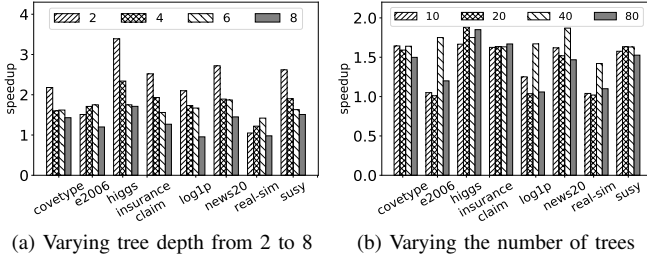 2 4 6 8
speedup
4
3
2
1
0
covetype e2006 higgs insurance claim log1p news20 real-sim susy
(a) Varying tree depth from 2 to 8
10 20 40 80
speedup
2.0
1.5
1.0
0.5
0.0
covetype e2006 higgs insurance claim log1p news20 real-sim susy
(b) Varying the number of trees